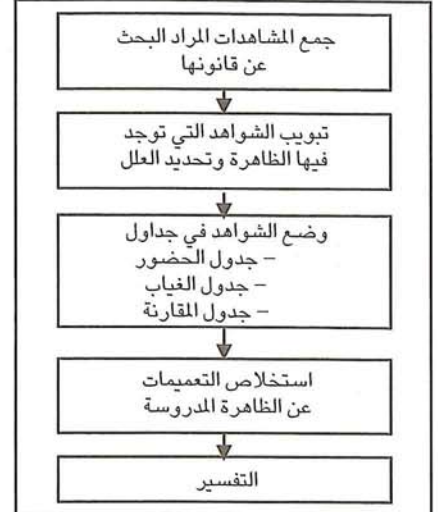 جمع المشاهدات المراد البحث
عن قانونها
تبويب الشواهد التي توجد
فيها الظاهرة وتحديد العلل
وضع الشواهد في جداول
– جدول الحضور
– جدول الغياب
– جدول المقارنة
استخلاص التعميمات
عن الظاهرة المدروسة
التفسير